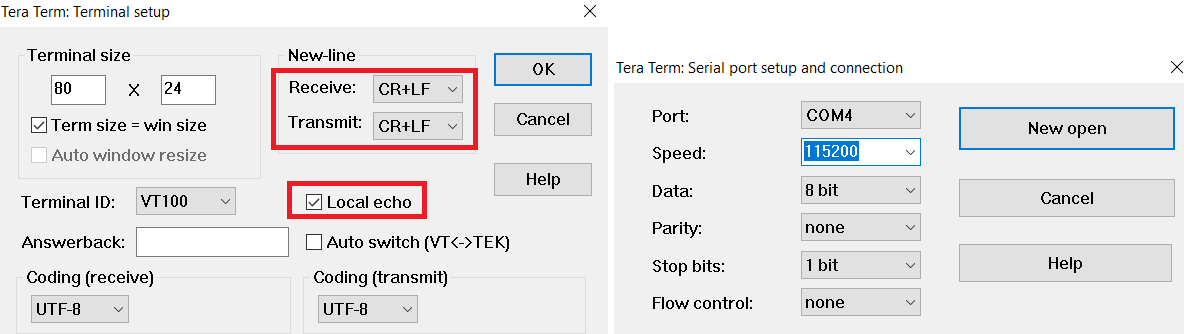 Tera Term: Terminal setup
Terminal size
80 X 24
Term size = win size
Auto window resize
New-line
Receive: CR+LF
Transmit: CR+LF
OK
Cancel
Help
Terminal ID: VT100
Local echo
Answerback:
Auto switch (VT<->TEK)
Coding (receive)
UTF-8
Coding (transmit)
UTF-8
Tera Term: Serial port setup and connection
Port: COM4
Speed: 115200
Data: 8 bit
Parity: none
Stop bits: 1 bit
Flow control: none
New open
Cancel
Help